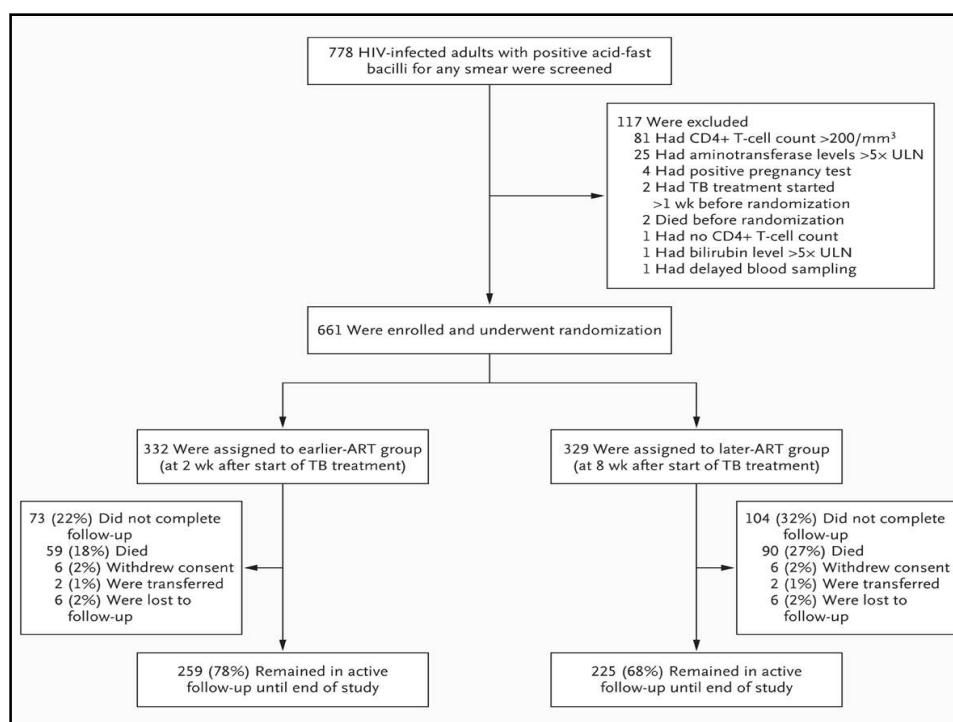 778 HIV-infected adults with positive acid-fast
bacilli for any smear were screened
117 Were excluded
81 Had CD4+ T-cell count >200/mm³
25 Had aminotransferase levels >5× ULN
4 Had positive pregnancy test
2 Had TB treatment started
>1 wk before randomization
2 Died before randomization
1 Had no CD4+ T-cell count
1 Had bilirubin level >5× ULN
1 Had delayed blood sampling
661 Were enrolled and underwent randomization
332 Were assigned to earlier-ART group
(at 2 wk after start of TB treatment)
329 Were assigned to later-ART group
(at 8 wk after start of TB treatment)
73 (22%) Did not complete
follow-up
59 (18%) Died
6 (2%) Withdrew consent
2 (1%) Were transferred
6 (2%) Were lost to
follow-up
104 (32%) Did not complete
follow-up
90 (27%) Died
6 (2%) Withdrew consent
2 (1%) Were transferred
6 (2%) Were lost to
follow-up
259 (78%) Remained in active
follow-up until end of study
225 (68%) Remained in active
follow-up until end of study